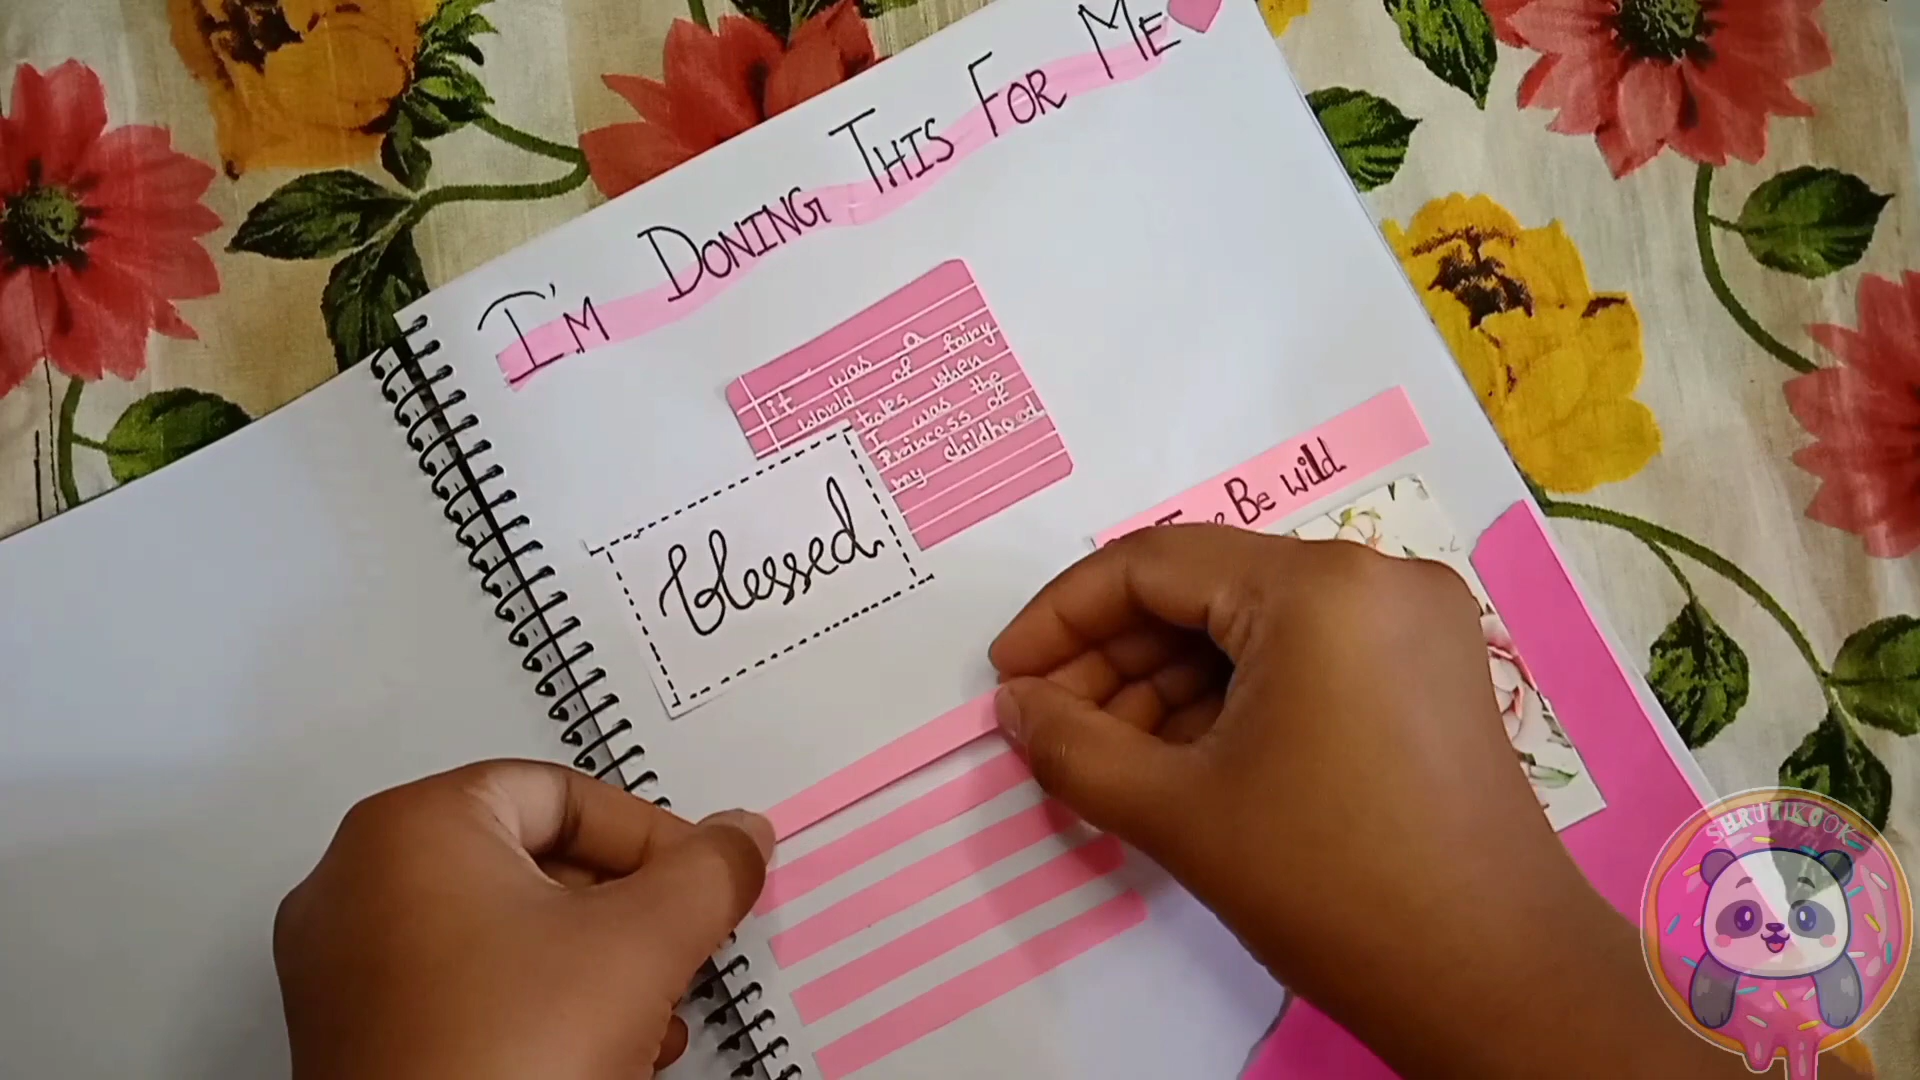 I'M DONING THIS FOR ME
it was a
world of fairy
tales when
I was the
Princess of
my childhood
Blessed
Be wild
SHRUTIKOOK